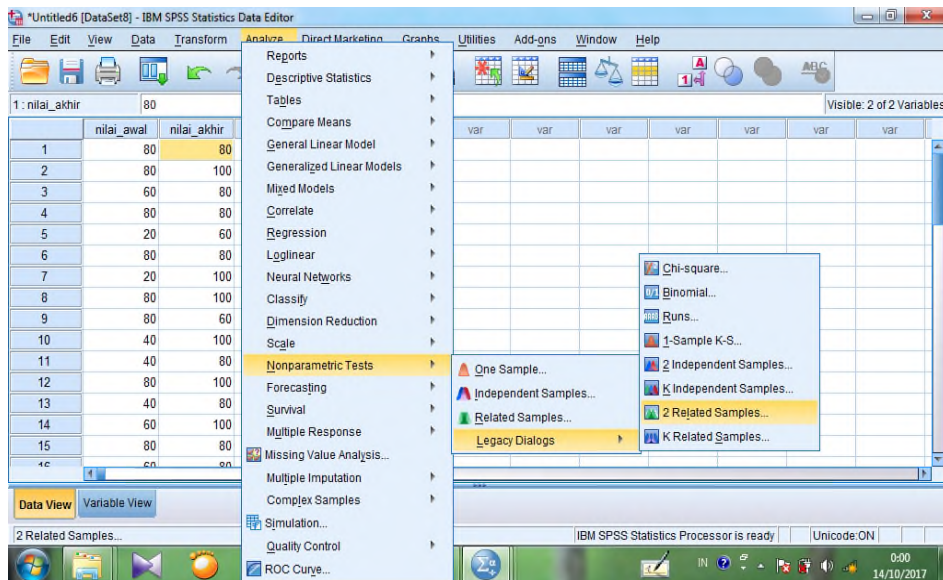 *Untitled6 [DataSet8] - IBM SPSS Statistics Data Editor
File Edit View Data Transform Analyze Direct Marketing Graphs Utilities Add-ons Window Help
1 : nilai_akhir 80 Visible: 2 of 2 Variables
nilai_awal nilai_akhir var var var var var var var
1 80 80
2 80 100
3 60 80
4 80 80
5 20 60
6 80 80
7 20 100
8 80 100
9 80 60
10 40 100
11 40 80
12 80 100
13 40 80
14 60 100
15 80 80
16 60 80
Reports
Descriptive Statistics
Tables
Compare Means
General Linear Model
Generalized Linear Models
Mixed Models
Correlate
Regression
Loglinear
Neural Networks
Classify
Dimension Reduction
Scale
Nonparametric Tests
Forecasting
Survival
Multiple Response
Missing Value Analysis...
Multiple Imputation
Complex Samples
Simulation...
Quality Control
ROC Curve...
One Sample...
Independent Samples...
Related Samples...
Legacy Dialogs
Chi-square...
Binomial...
Runs...
1-Sample K-S...
2 Independent Samples...
K Independent Samples...
2 Related Samples...
K Related Samples...
Data View Variable View
2 Related Samples... IBM SPSS Statistics Processor is ready Unicode:ON
IN 0:00
14/10/2017